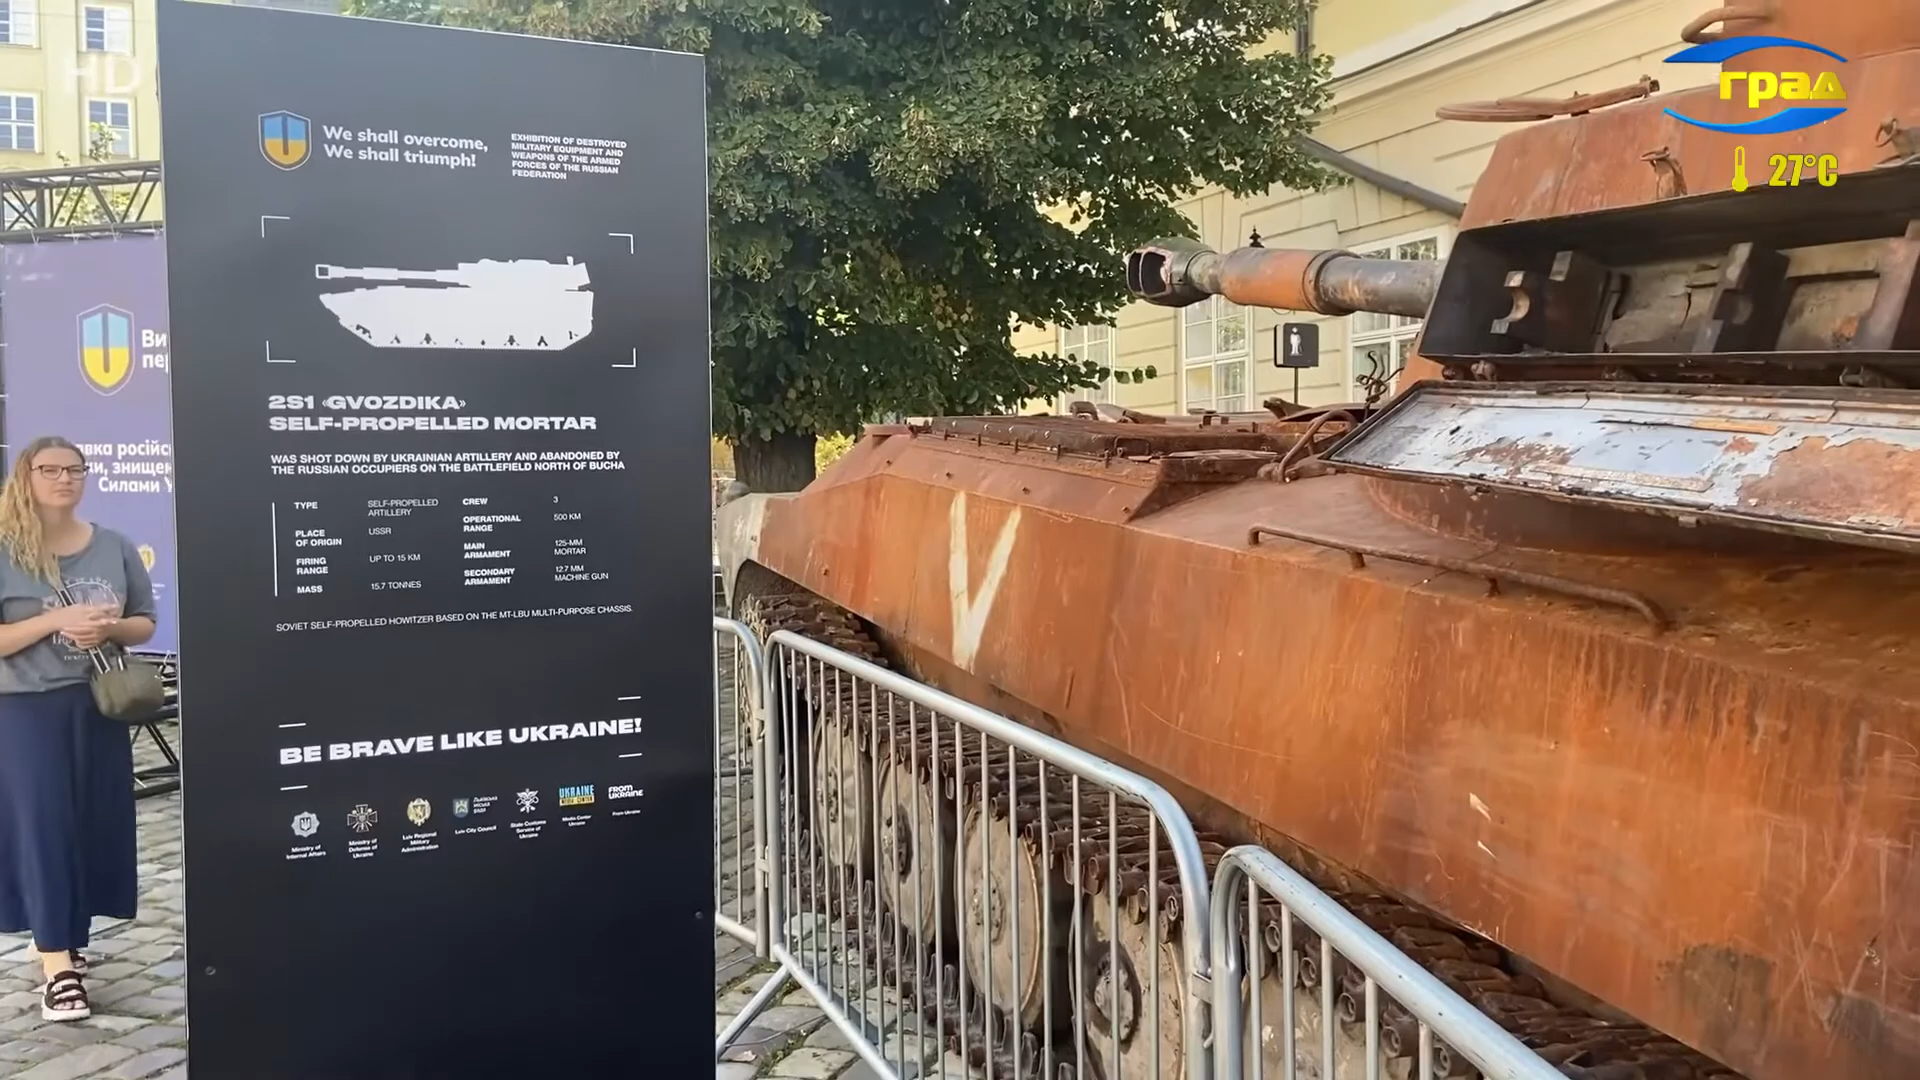 HD
град
27°C
We shall overcome,
We shall triumph!
EXHIBITION OF DESTROYED
MILITARY EQUIPMENT AND
WEAPONS OF THE ARMED
FORCES OF THE RUSSIAN
FEDERATION
2S1 «GVOZDIKA»
SELF-PROPELLED MORTAR
WAS SHOT DOWN BY UKRAINIAN ARTILLERY AND ABANDONED BY
THE RUSSIAN OCCUPIERS ON THE BATTLEFIELD NORTH OF BUCHA
TYPE SELF-PROPELLED
ARTILLERY
PLACE
OF ORIGIN USSR
FIRING
RANGE UP TO 15 KM
MASS 15.7 TONNES
CREW 3
OPERATIONAL
RANGE 500 KM
MAIN
ARMAMENT 125-MM
MORTAR
SECONDARY
ARMAMENT 12.7 MM
MACHINE GUN
SOVIET SELF-PROPELLED HOWITZER BASED ON THE MT-LBU MULTI-PURPOSE CHASSIS.
BE BRAVE LIKE UKRAINE!
Ministry of
Internal Affairs
Ministry of
Defense of
Ukraine
Lviv Regional
Military
Administration
ЛЬВІВСЬКА
МІСЬКА
РАДА
Lviv City Council
State Customs
Service of
Ukraine
UKRAINE
MEDIA CENTER
Media Center
Ukraine
FROM
UKRAINE
From Ukraine
Ви
пер
авка російс
ди, знищен
Силами У
V